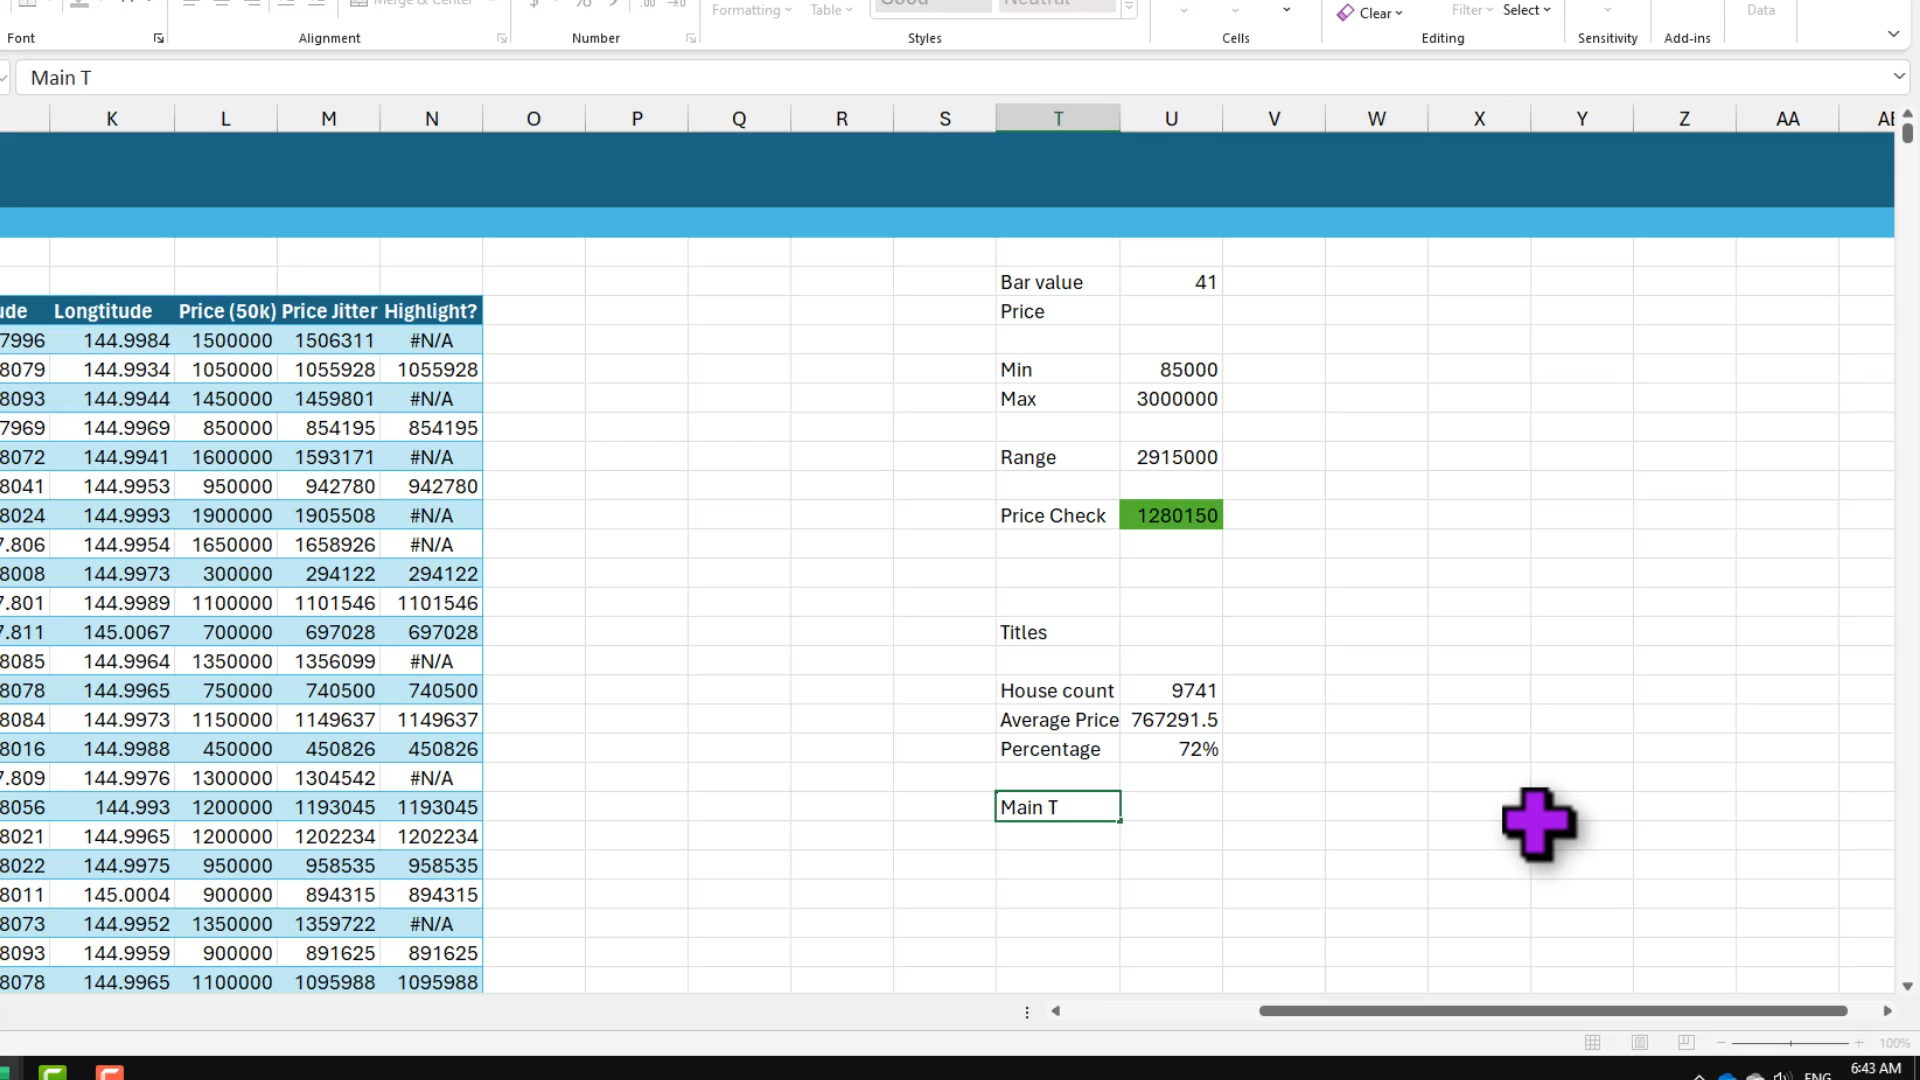 Merge & Center
Formatting
Table
Good
Neutral
Clear
Filter
Select
Data
Font
Alignment
Number
Styles
Cells
Editing
Sensitivity
Add-ins
Main T
K L M N O P Q R S T U V W X Y Z AA
Bar value 41
ude Longtitude Price (50k) Price Jitter Highlight? Price
7996 144.9984 1500000 1506311 #N/A
8079 144.9934 1050000 1055928 1055928 Min 85000
8093 144.9944 1450000 1459801 #N/A Max 3000000
7969 144.9969 850000 854195 854195
8072 144.9941 1600000 1593171 #N/A Range 2915000
8041 144.9953 950000 942780 942780
8024 144.9993 1900000 1905508 #N/A Price Check 1280150
7.806 144.9954 1650000 1658926 #N/A
8008 144.9973 300000 294122 294122
7.801 144.9989 1100000 1101546 1101546
7.811 145.0067 700000 697028 697028 Titles
8085 144.9964 1350000 1356099 #N/A
8078 144.9965 750000 740500 740500 House count 9741
8084 144.9973 1150000 1149637 1149637 Average Price 767291.5
8016 144.9988 450000 450826 450826 Percentage 72%
7.809 144.9976 1300000 1304542 #N/A
8056 144.993 1200000 1193045 1193045 Main T
8021 144.9965 1200000 1202234 1202234
8022 144.9975 950000 958535 958535
8011 145.0004 900000 894315 894315
8073 144.9952 1350000 1359722 #N/A
8093 144.9959 900000 891625 891625
8078 144.9965 1100000 1095988 1095988
100%
6:43 AM
ENG